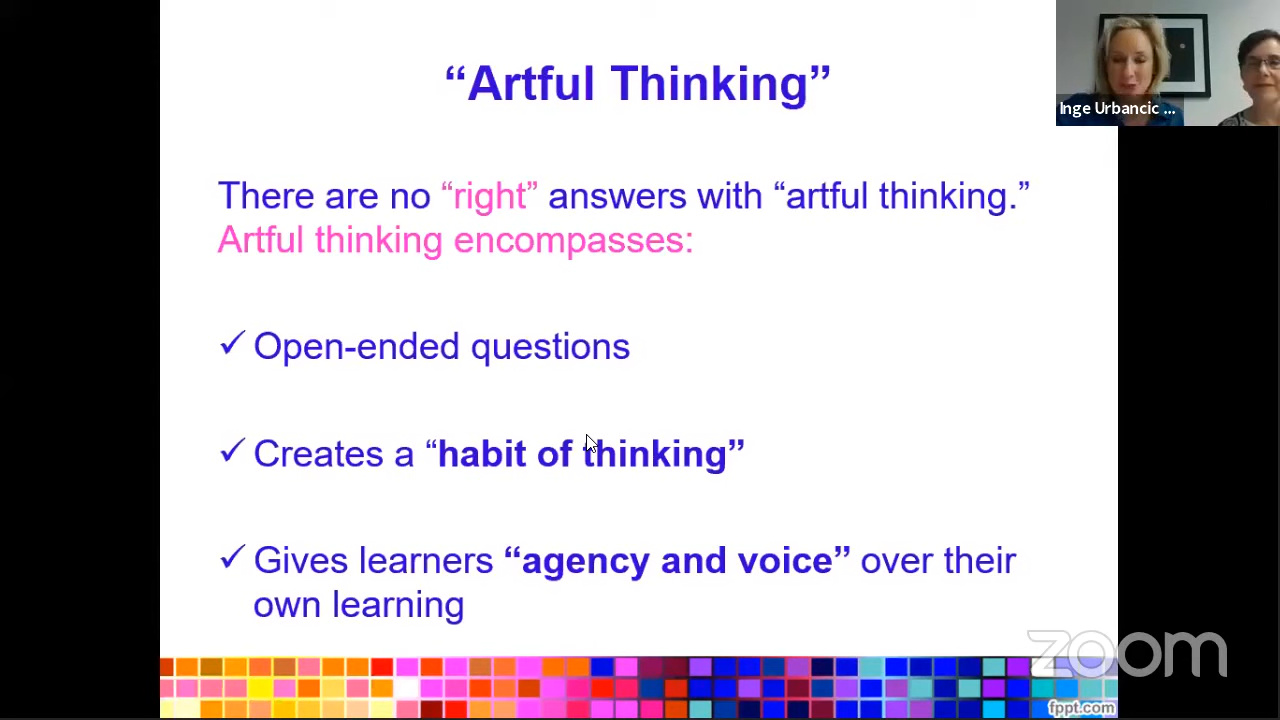 “Artful Thinking”
Inge Urbancic ...
There are no “right” answers with “artful thinking.”
Artful thinking encompasses:
✓ Open-ended questions
✓ Creates a “habit of thinking”
✓ Gives learners “agency and voice” over their
own learning
zoom
fppt.com